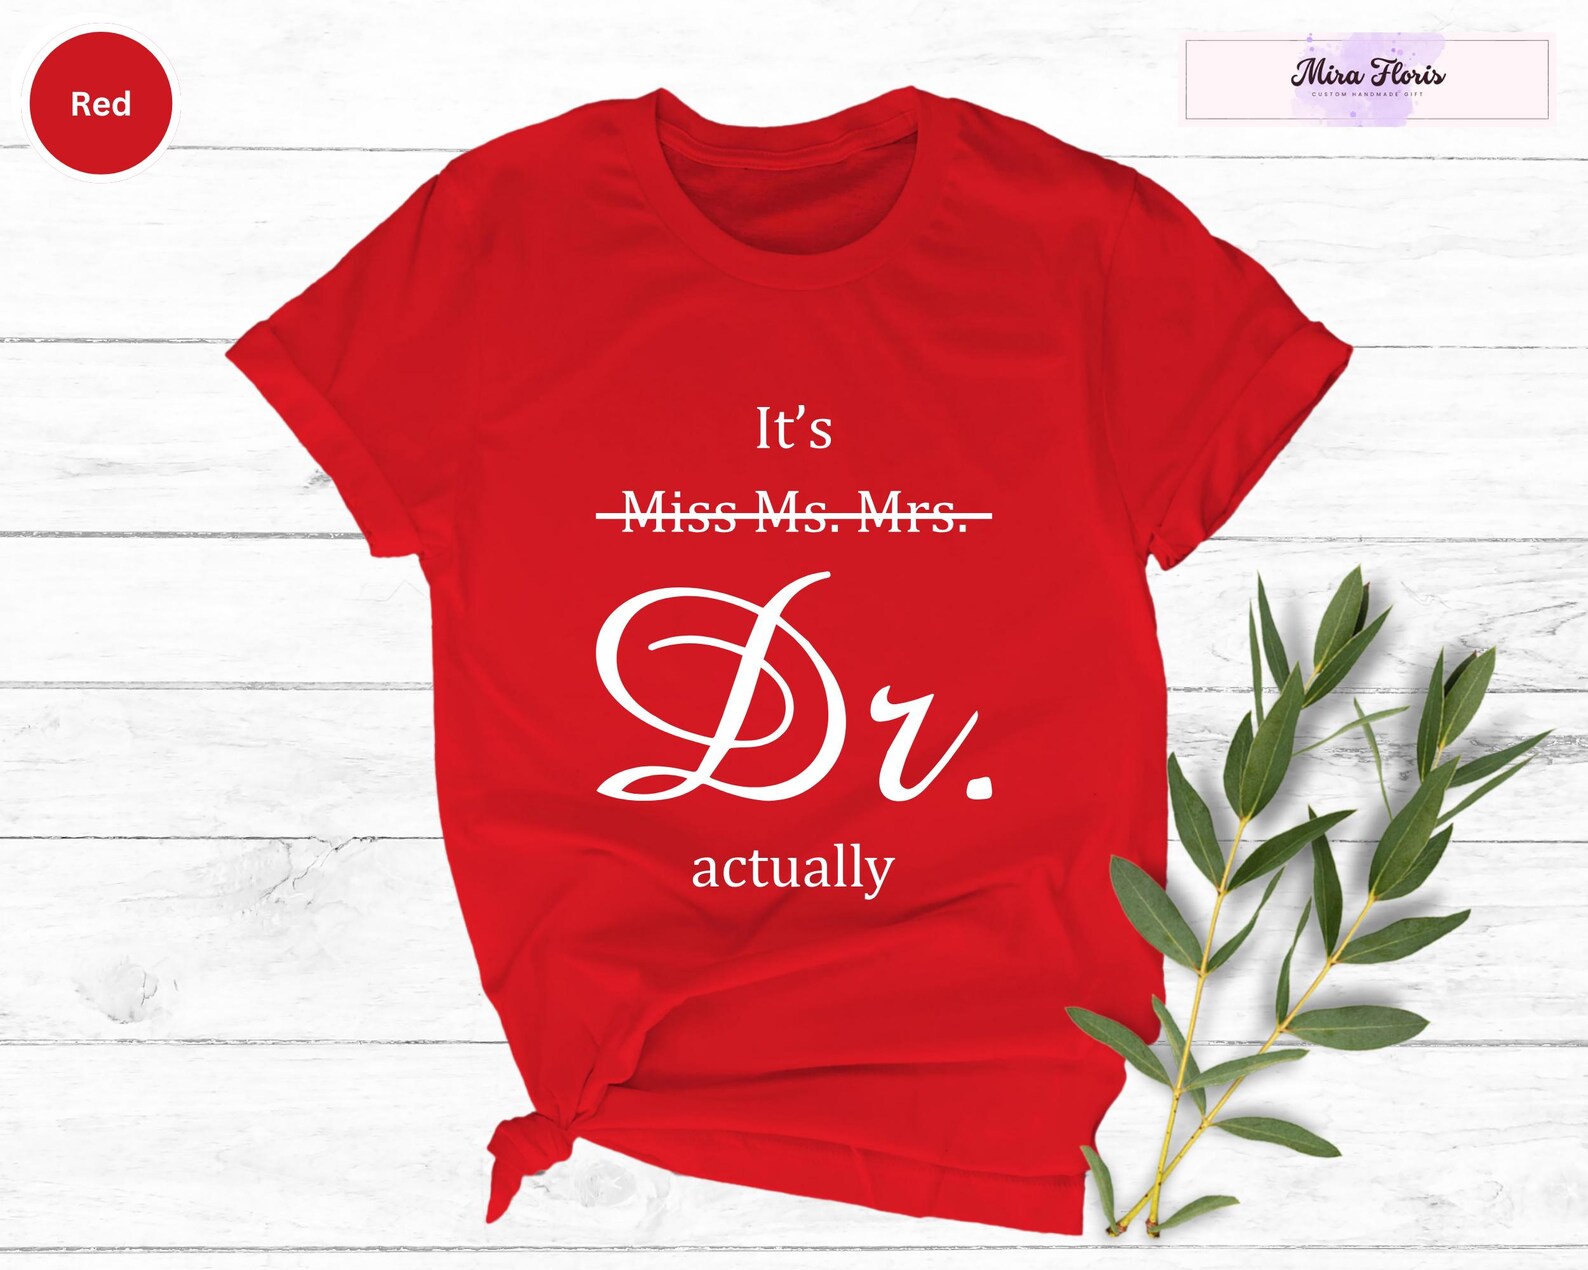 Red
Mira Floris
CUSTOM HANDMADE GIFT
It's
Miss Ms. Mrs.
Dr.
actually